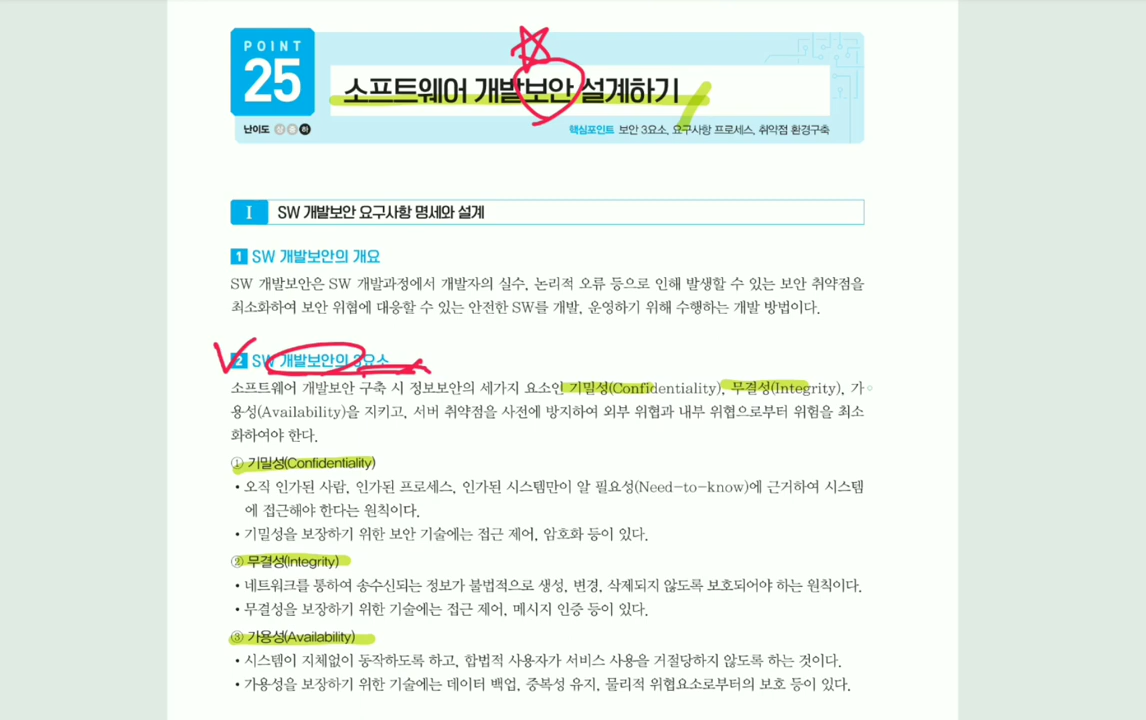 POINT
25
소프트웨어 개발보안 설계하기
난이도 상 중 하
핵심포인트 보안 3요소, 요구사항 프로세스, 취약점 환경구축
I SW 개발보안 요구사항 명세와 설계
1 SW 개발보안의 개요
SW 개발보안은 SW 개발과정에서 개발자의 실수, 논리적 오류 등으로 인해 발생할 수 있는 보안 취약점을
최소화하여 보안 위협에 대응할 수 있는 안전한 SW를 개발, 운영하기 위해 수행하는 개발 방법이다.
2 SW 개발보안의 3요소
소프트웨어 개발보안 구축 시 정보보안의 세가지 요소인 기밀성(Confidentiality), 무결성(Integrity), 가
용성(Availability)을 지키고, 서버 취약점을 사전에 방지하여 외부 위협과 내부 위협으로부터 위험을 최소
화하여야 한다.
① 기밀성(Confidentiality)
• 오직 인가된 사람, 인가된 프로세스, 인가된 시스템만이 알 필요성(Need-to-know)에 근거하여 시스템
에 접근해야 한다는 원칙이다.
• 기밀성을 보장하기 위한 보안 기술에는 접근 제어, 암호화 등이 있다.
② 무결성(Integrity)
• 네트워크를 통하여 송수신되는 정보가 불법적으로 생성, 변경, 삭제되지 않도록 보호되어야 하는 원칙이다.
• 무결성을 보장하기 위한 기술에는 접근 제어, 메시지 인증 등이 있다.
③ 가용성(Availability)
• 시스템이 지체없이 동작하도록 하고, 합법적 사용자가 서비스 사용을 거절당하지 않도록 하는 것이다.
• 가용성을 보장하기 위한 기술에는 데이터 백업, 중복성 유지, 물리적 위협요소로부터의 보호 등이 있다.